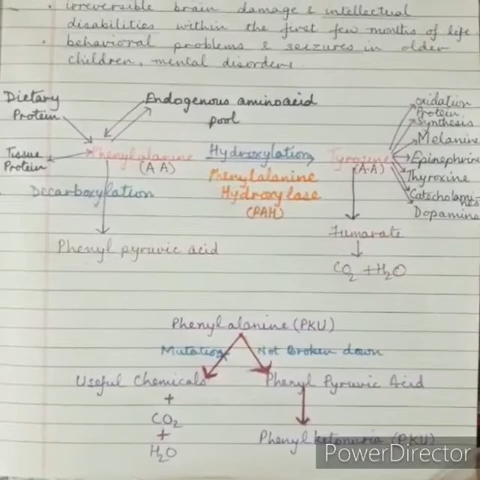 • irreversible brain damage & intellectual
disabilities within the first few months of life
• behavioral problems & seizures in older
children, mental disorders
Dietary
Protein
Endogenous aminoacid
pool
Tissue
Protein
Phenylalanine
(A A)
Hydroxylation
Phenylalanine
Hydroxylase
(PAH)
Tyrosine
(A.A)
oxidation
Protein
Synthesis
Melanine
Epinephrine
Thyroxine
Dopamine
Decarboxylation
Phenyl pyruvic acid
Fumarate
CO2 + H2O
Phenylalanine (PKU)
Mutation
Not Broken down
Useful Chemicals
+
CO2
+
H2O
Phenyl Pyruvic Acid
Phenylketonuria (PKU)
PowerDirector